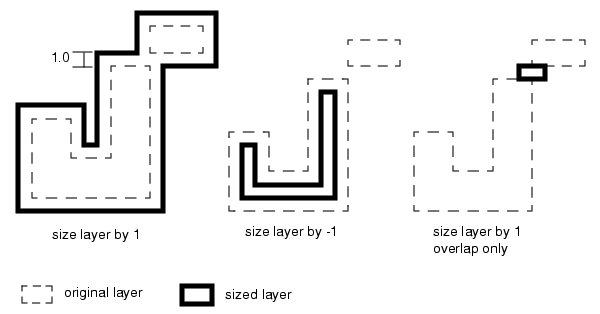 1.0
size layer by 1
size layer by -1
size layer by 1
overlap only
original layer
sized layer